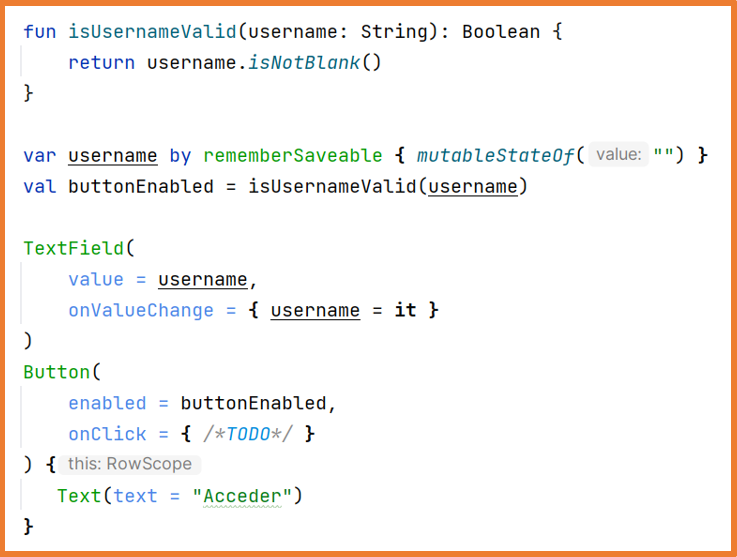 fun isUsernameValid(username: String): Boolean {
    return username.isNotBlank()
}

var username by rememberSaveable { mutableStateOf( value: "") }
val buttonEnabled = isUsernameValid(username)

TextField(
    value = username,
    onValueChange = { username = it }
)
Button(
    enabled = buttonEnabled,
    onClick = { /*TODO*/ }
) { this: RowScope
   Text(text = "Acceder")
}